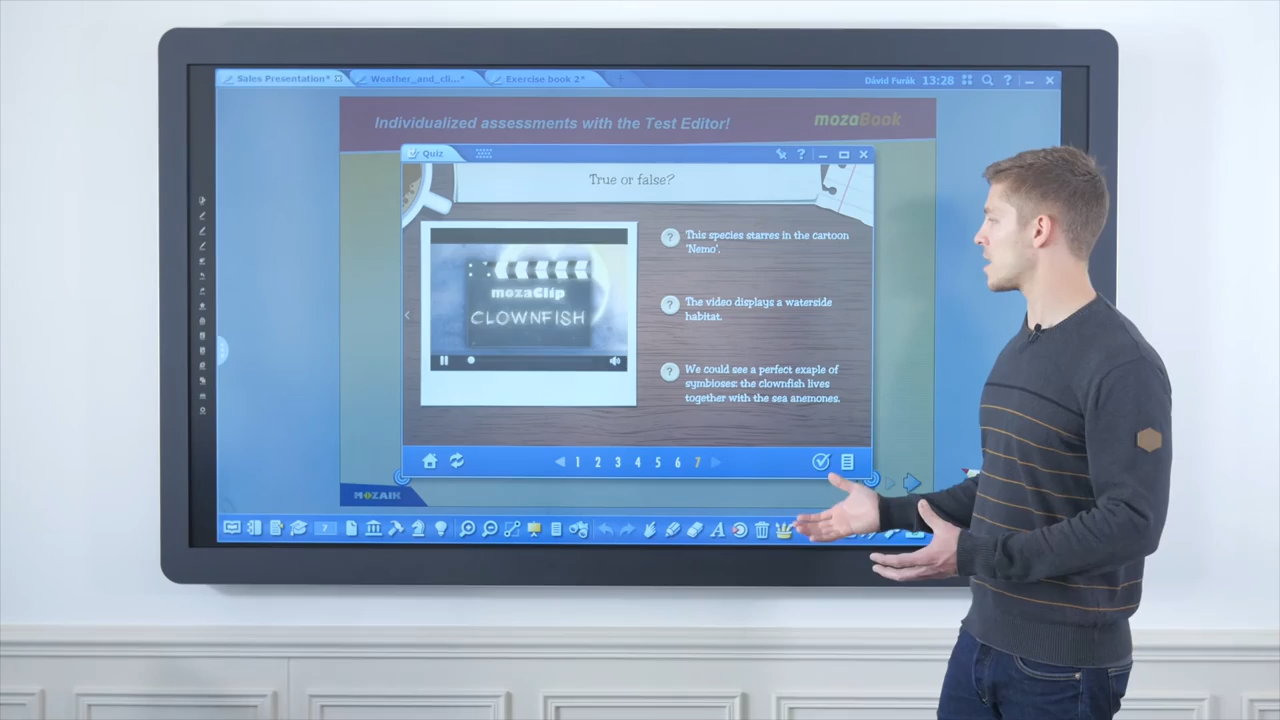 Sales Presentation*
Weather_and_cli...*
Exercise book 2*
Dávid Furák 13:28
Individualized assessments with the Test Editor!
mozaBook
Quiz
True or false?
mozaClip
CLOWNFISH
This species starres in the cartoon
'Nemo'.
The video displays a waterside
habitat.
We could see a perfect exaple of
symbioses: the clownfish lives
together with the sea anemones.
1 2 3 4 5 6 7
MOZAIK
7